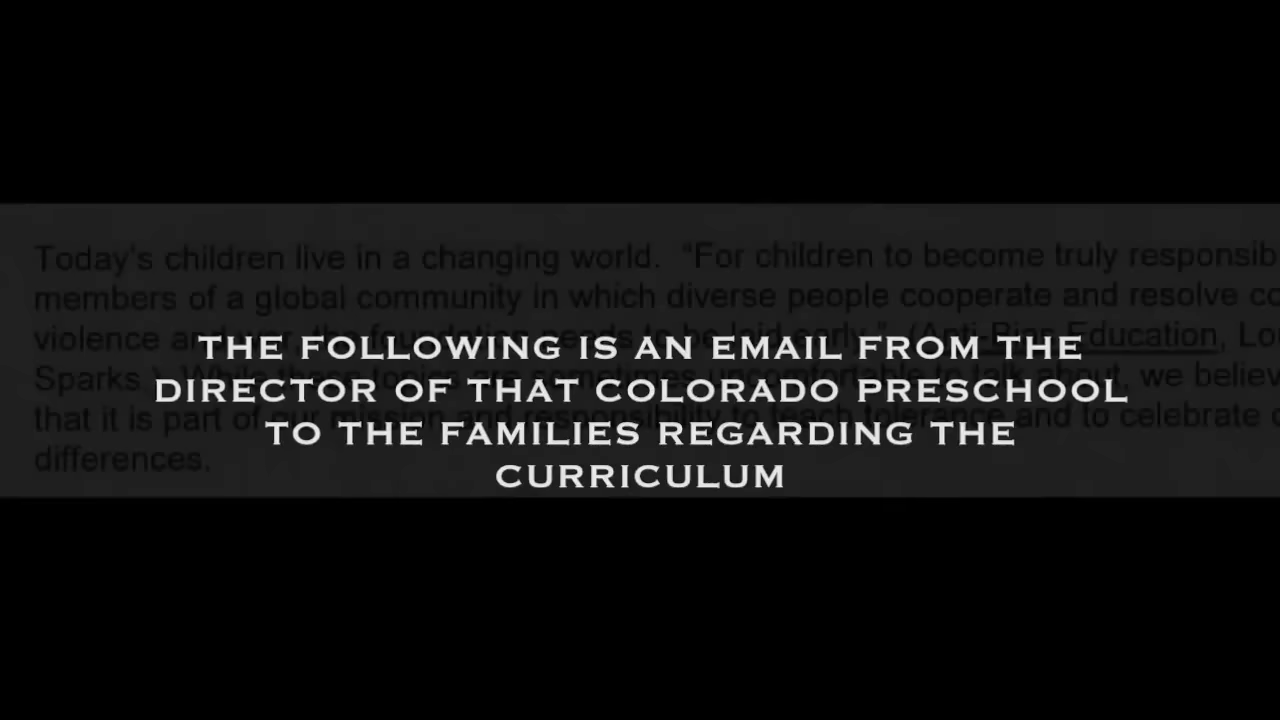 Today's children live in a changing world. "For children to become truly responsib
members of a global community in which diverse people cooperate and resolve co
violence and war, the foundation needs to be laid early." (Anti-Bias Education, Lo
Sparks ). While these topics are sometimes uncomfortable to talk about, we believ
that it is part of our mission and responsibility to teach tolerance and to celebrate
differences.
THE FOLLOWING IS AN EMAIL FROM THE
DIRECTOR OF THAT COLORADO PRESCHOOL
TO THE FAMILIES REGARDING THE
CURRICULUM